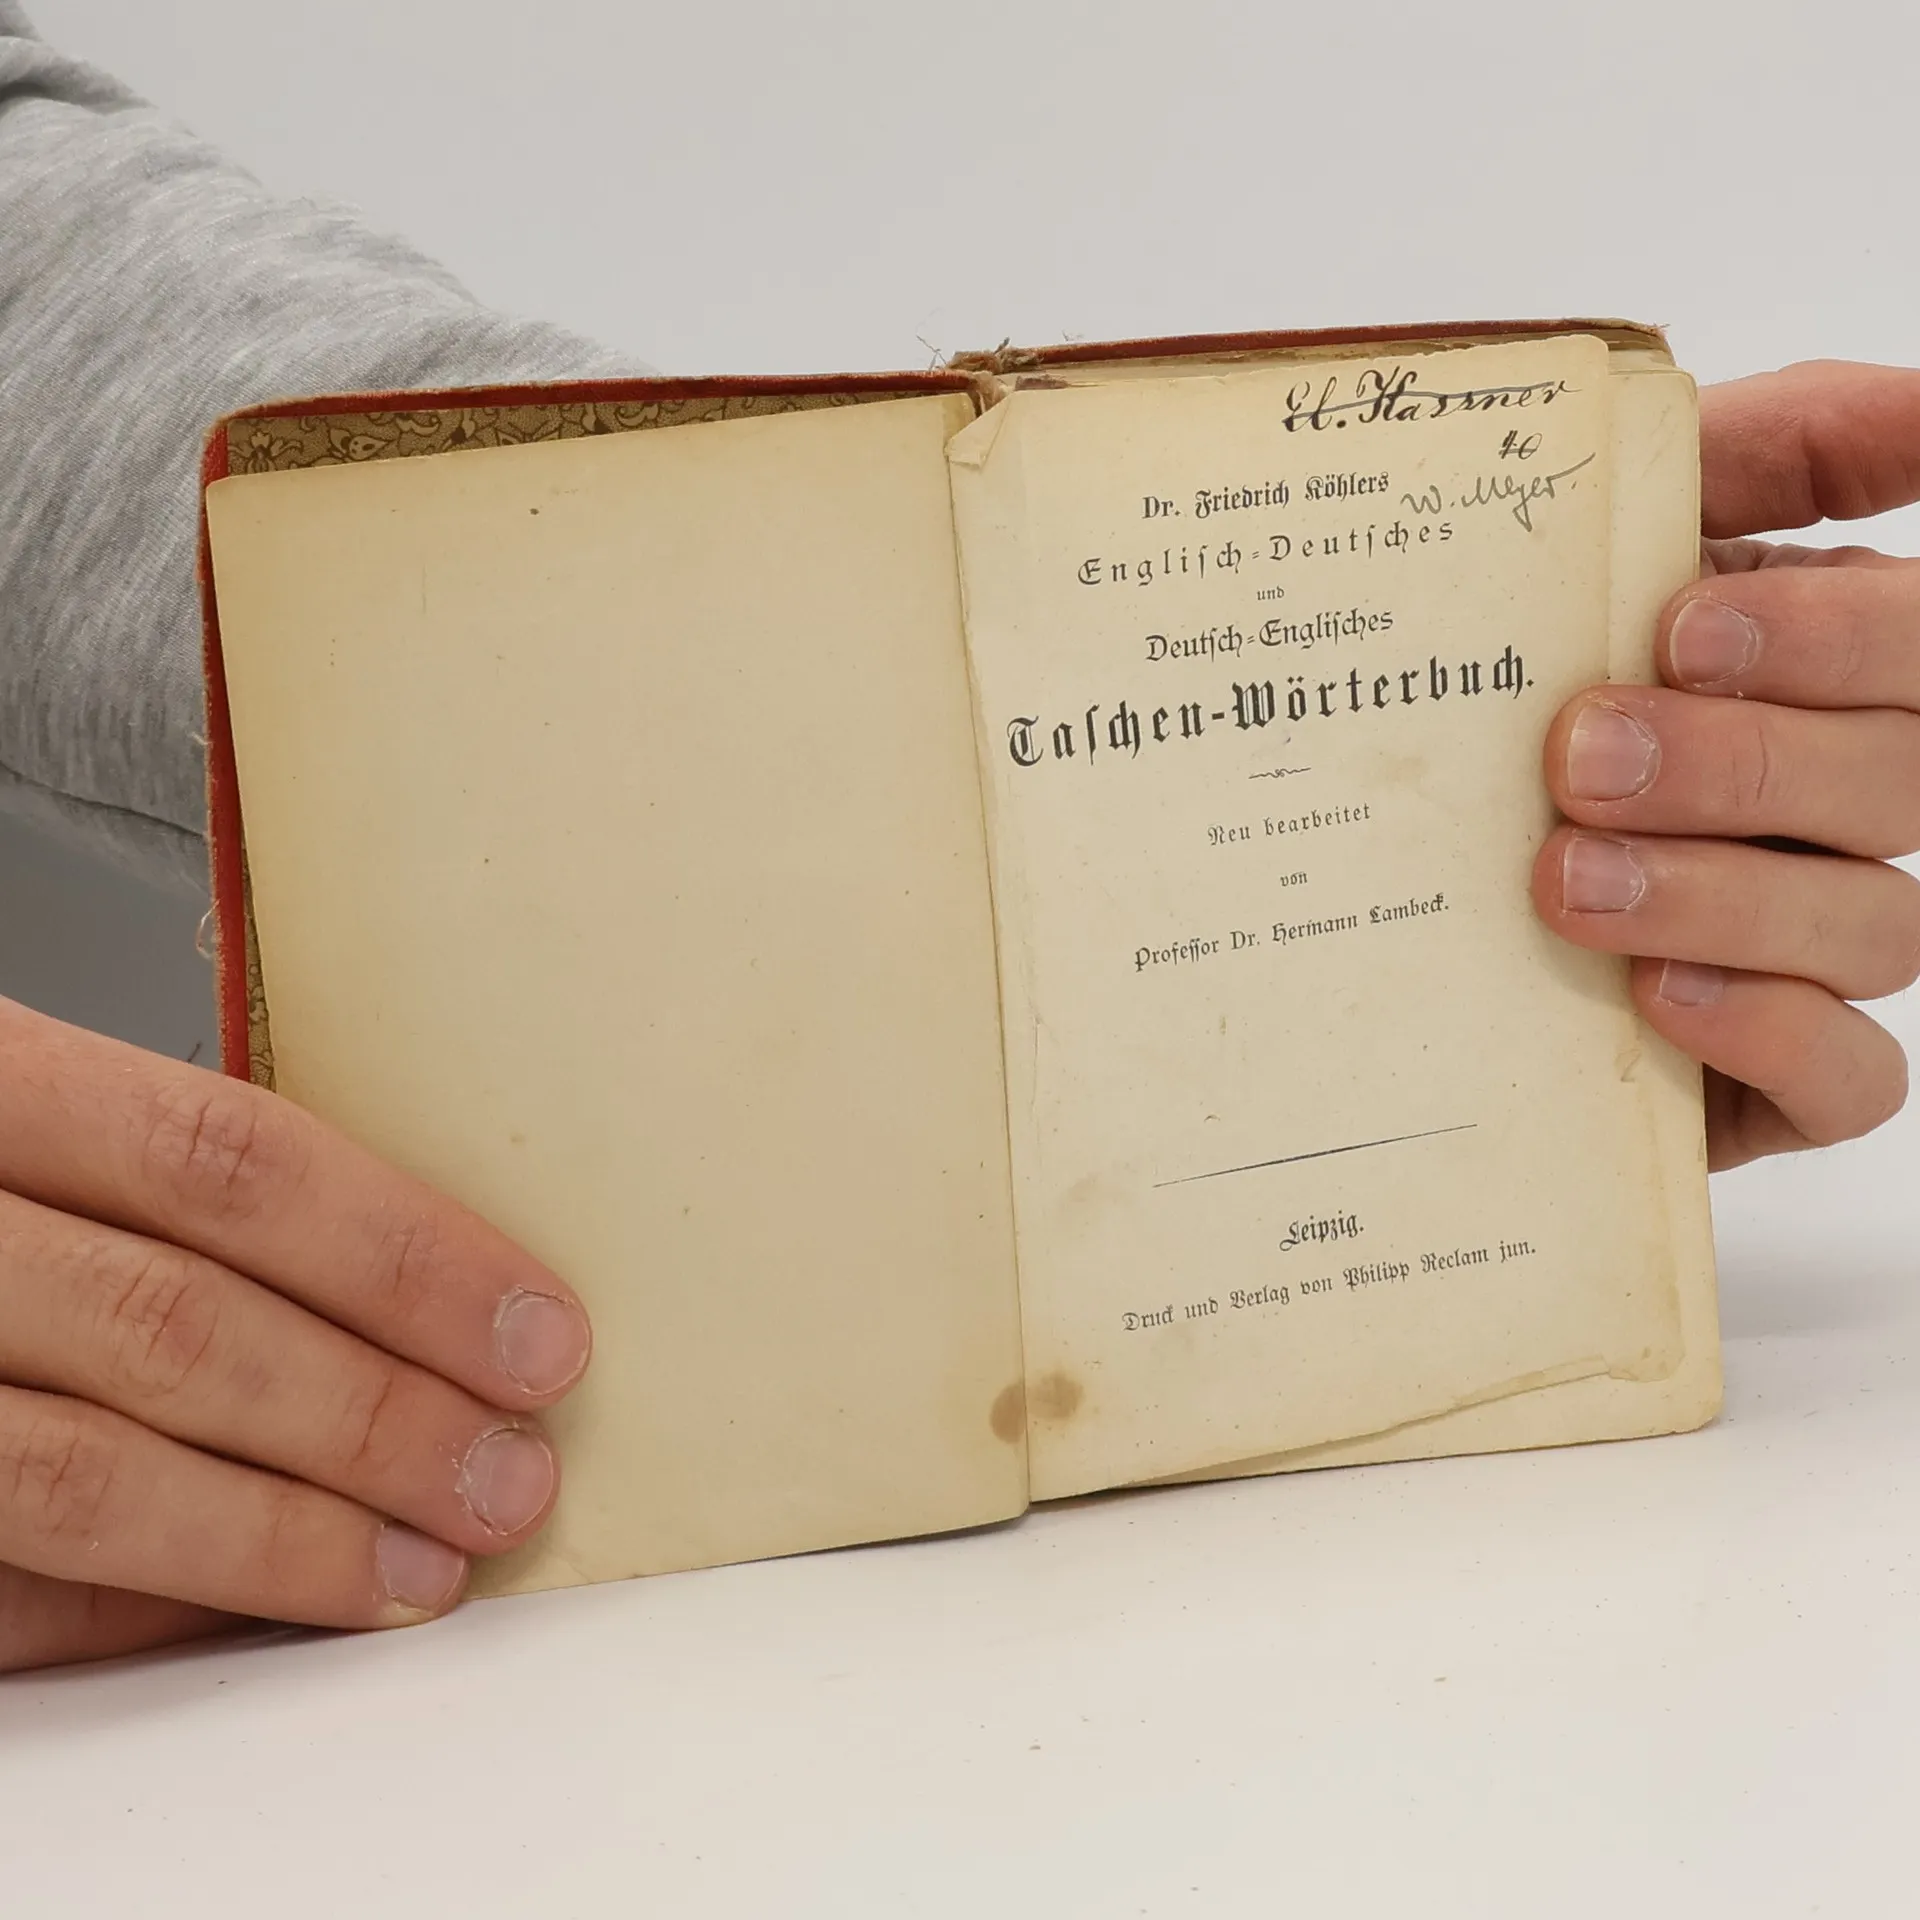 El. Kassner
40
W. Meyer.
Dr. Friedrich Köhlers
Engliſch-Deutſches
und
Deutſch-Engliſches
Taſchen-Wörterbuch.
Neu bearbeitet
von
Profeſſor Dr. Hermann Lambeck.
Leipzig.
Druck und Verlag von Philipp Reclam jun.